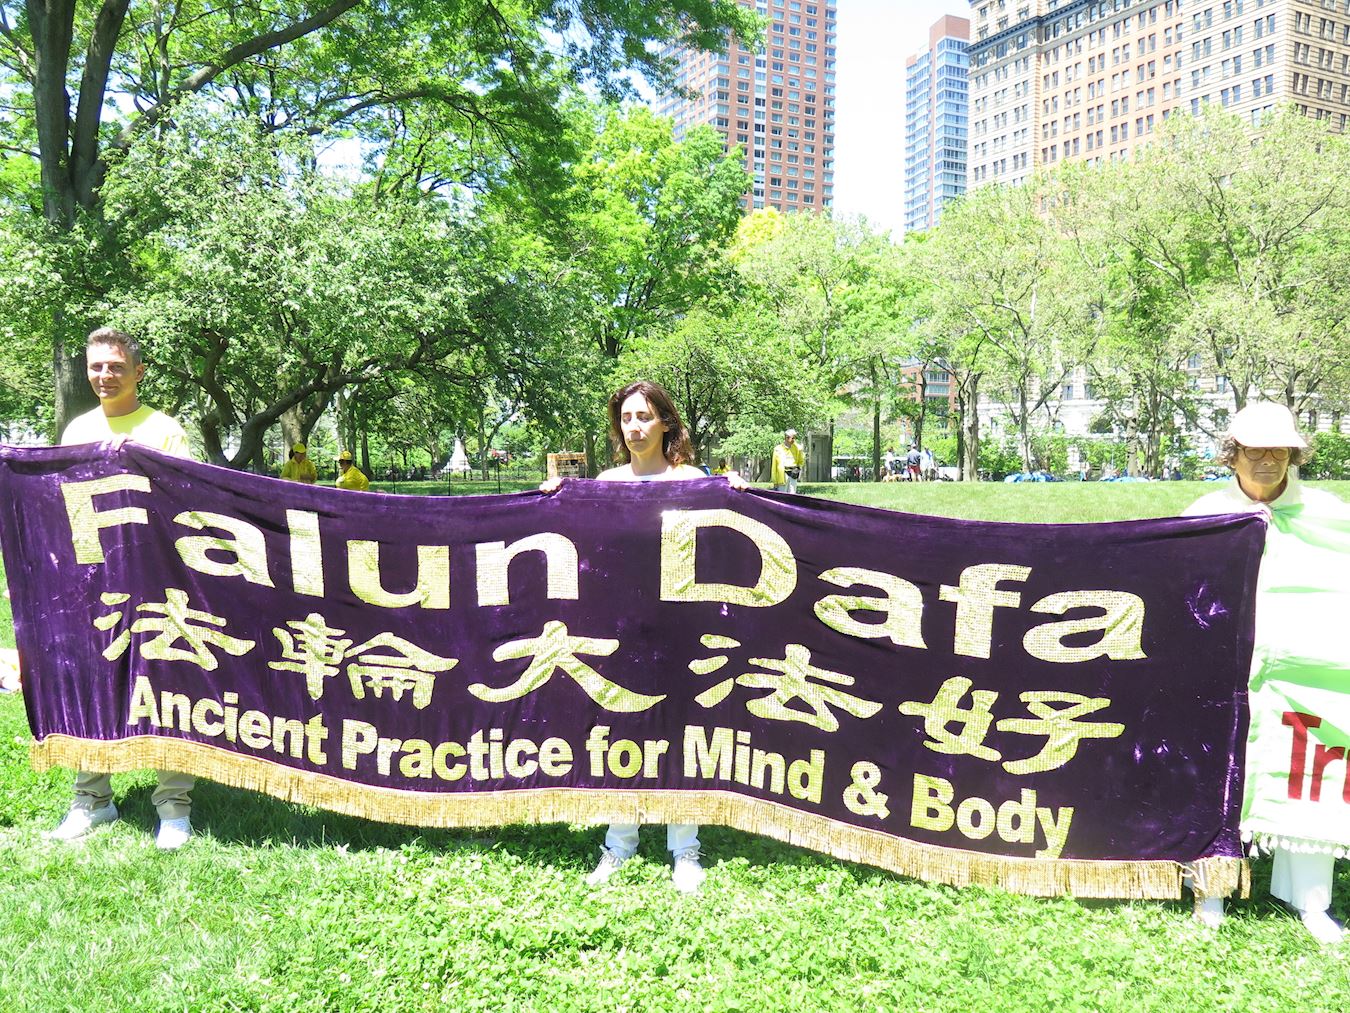 Falun Dafa
法輪大法好
Ancient Practice for Mind & Body